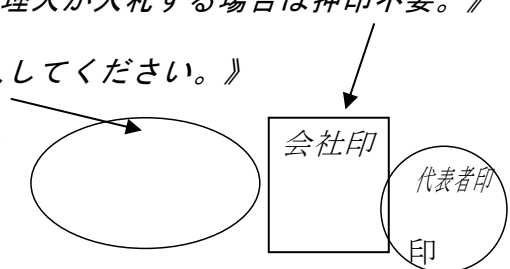 理人が入札する場合は押印不要。》
してください。》
会社印
代表者印
印